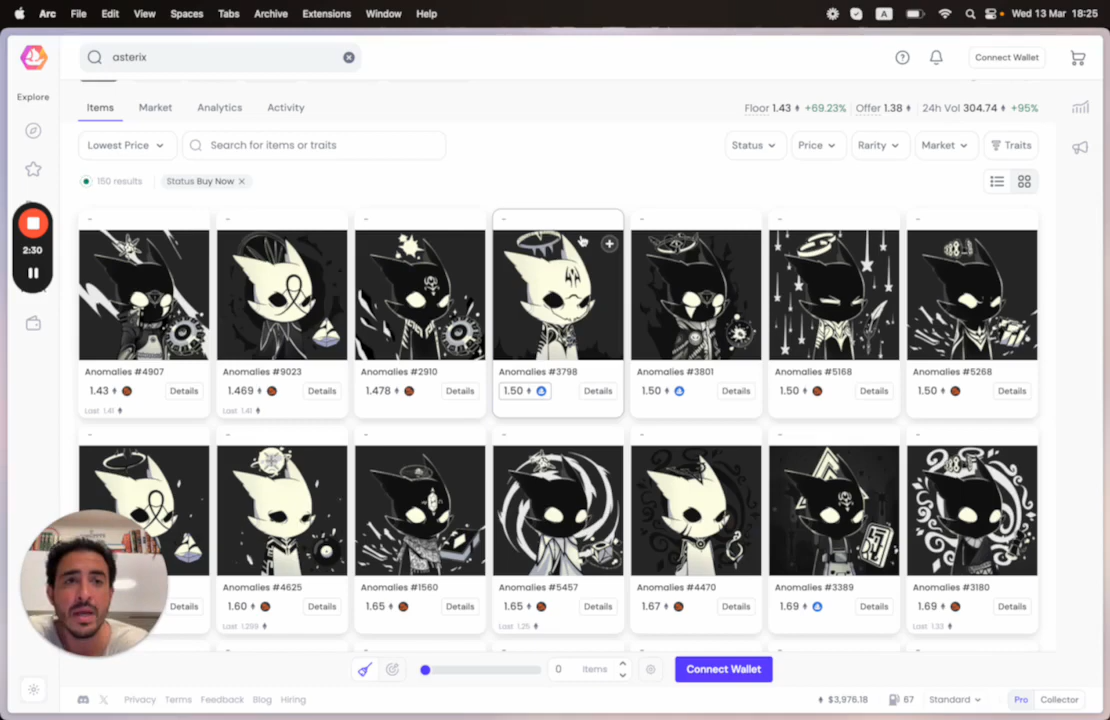 Arc File Edit View Spaces Tabs Archive Extensions Window Help A Wed 13 Mar 18:25
asterix Connect Wallet
Explore
Items Market Analytics Activity Floor 1.43 +69.23% Offer 1.38 24h Vol 304.74 +95%
Lowest Price Search for items or traits Status Price Rarity Market Traits
150 results Status Buy Now
2:30
- - - - - - -
Anomalies #4907 Anomalies #9023 Anomalies #2910 Anomalies #3798 Anomalies #3801 Anomalies #5168 Anomalies #5268
1.43 Details 1.469 Details 1.478 Details 1.50 Details 1.50 Details 1.50 Details 1.50 Details
Last 1.41 Last 1.41
- - - - - - -
Anomalies #4625 Anomalies #1560 Anomalies #5457 Anomalies #4470 Anomalies #3389 Anomalies #3180
Details 1.60 Details 1.65 Details 1.65 Details 1.67 Details 1.69 Details 1.69 Details
Last 1.299 Last 1.25 Last 1.33
0 Items Connect Wallet
Privacy Terms Feedback Blog Hiring $3,976.18 67 Standard Pro Collector